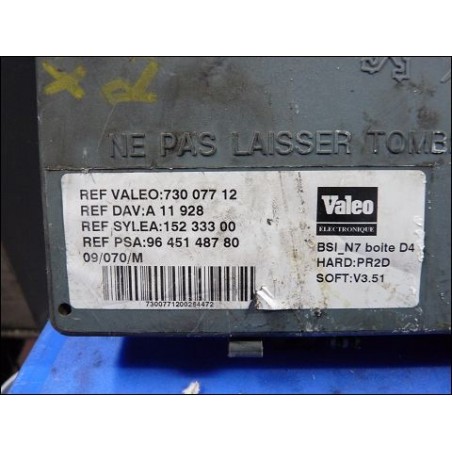 NE PAS LAISSER TOMB
REF VALEO:730 077 12
REF DAV:A 11 928
REF SYLEA:152 333 00
REF PSA:96 451 487 80
09/070/M
7300771209284472
Valeo
ELECTRONIQUE
BSI_N7 boite D4
HARD:PR2D
SOFT:V3.51